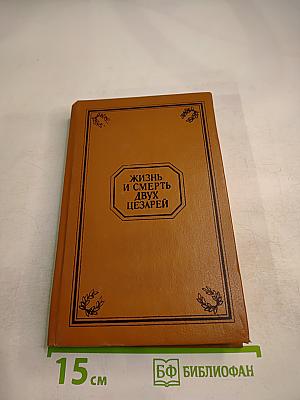 ЖИЗНЬ
И СМЕРТЬ
ДВУХ
ЦЕЗАРЕЙ
15 см
БФ БИБЛИОФАН